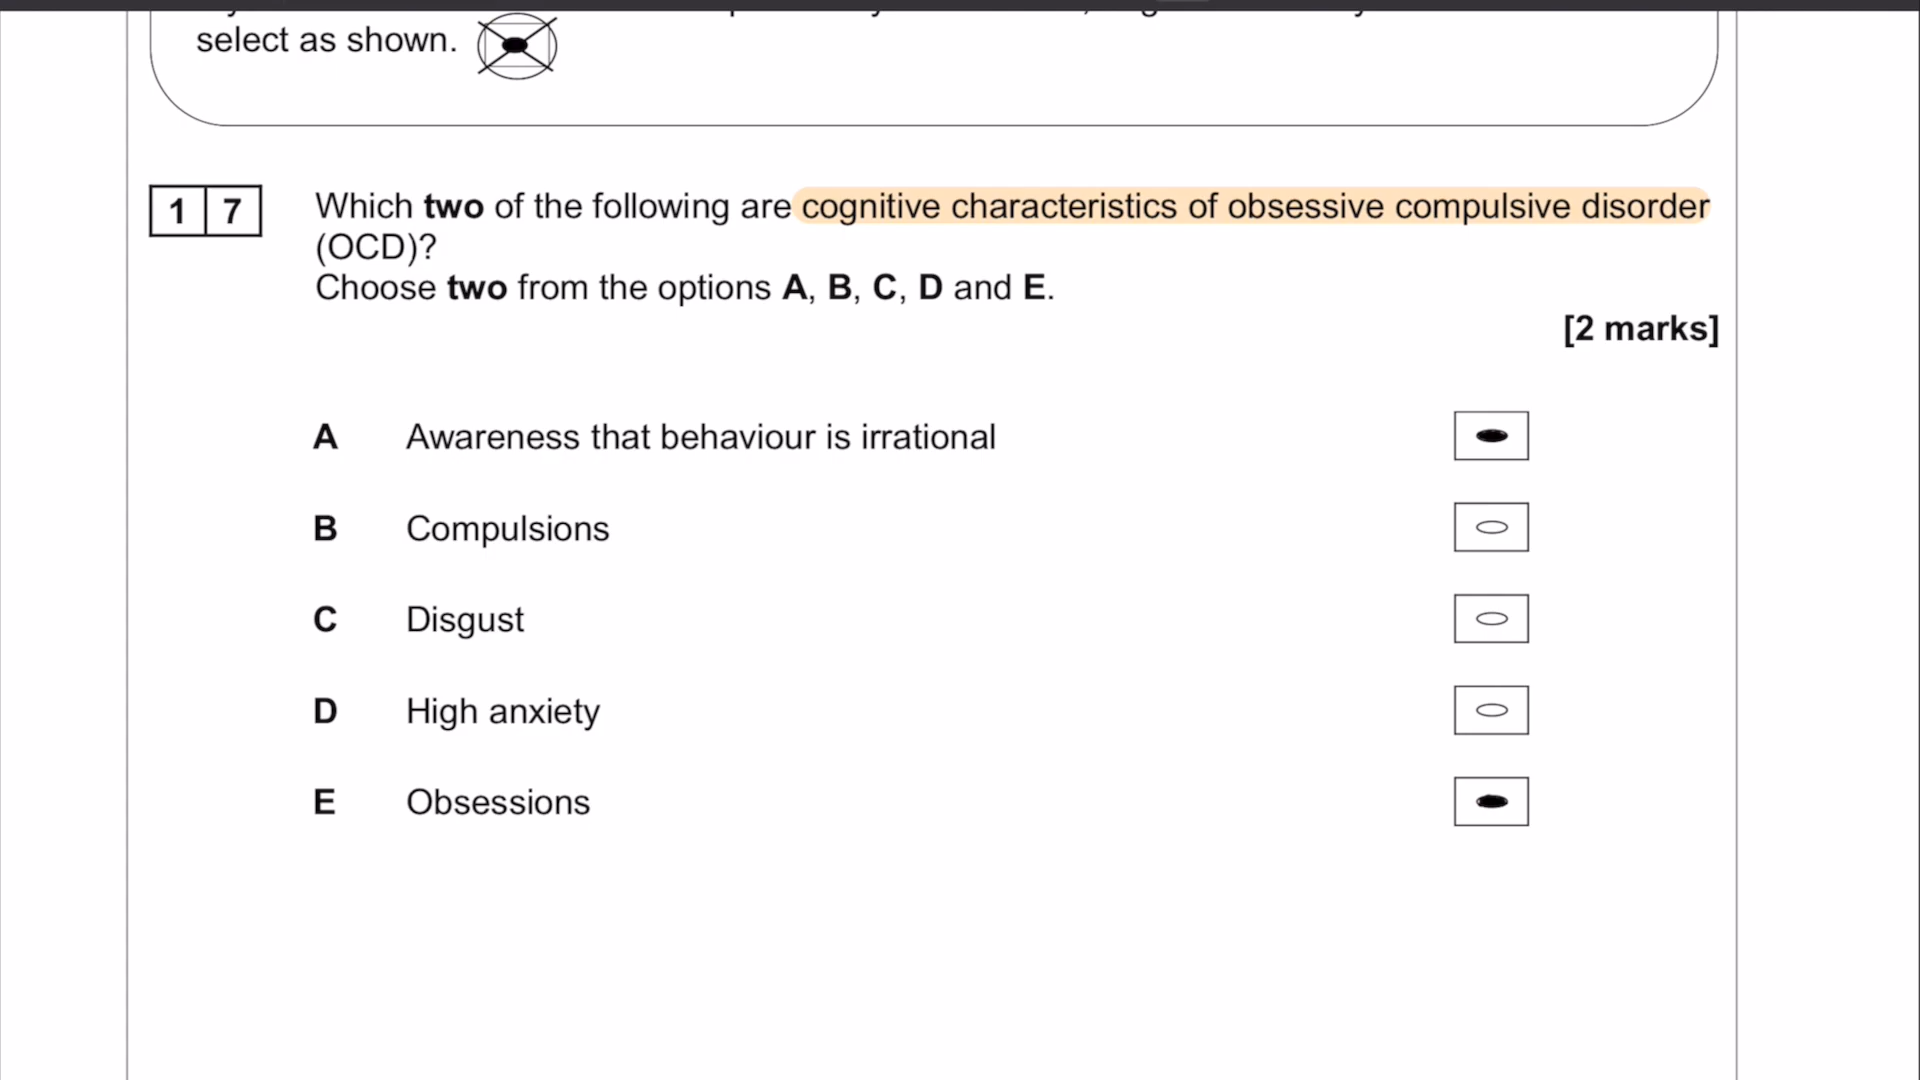 select as shown.
1 7
Which two of the following are cognitive characteristics of obsessive compulsive disorder
(OCD)?
Choose two from the options A, B, C, D and E.
[2 marks]
A Awareness that behaviour is irrational
B Compulsions
C Disgust
D High anxiety
E Obsessions